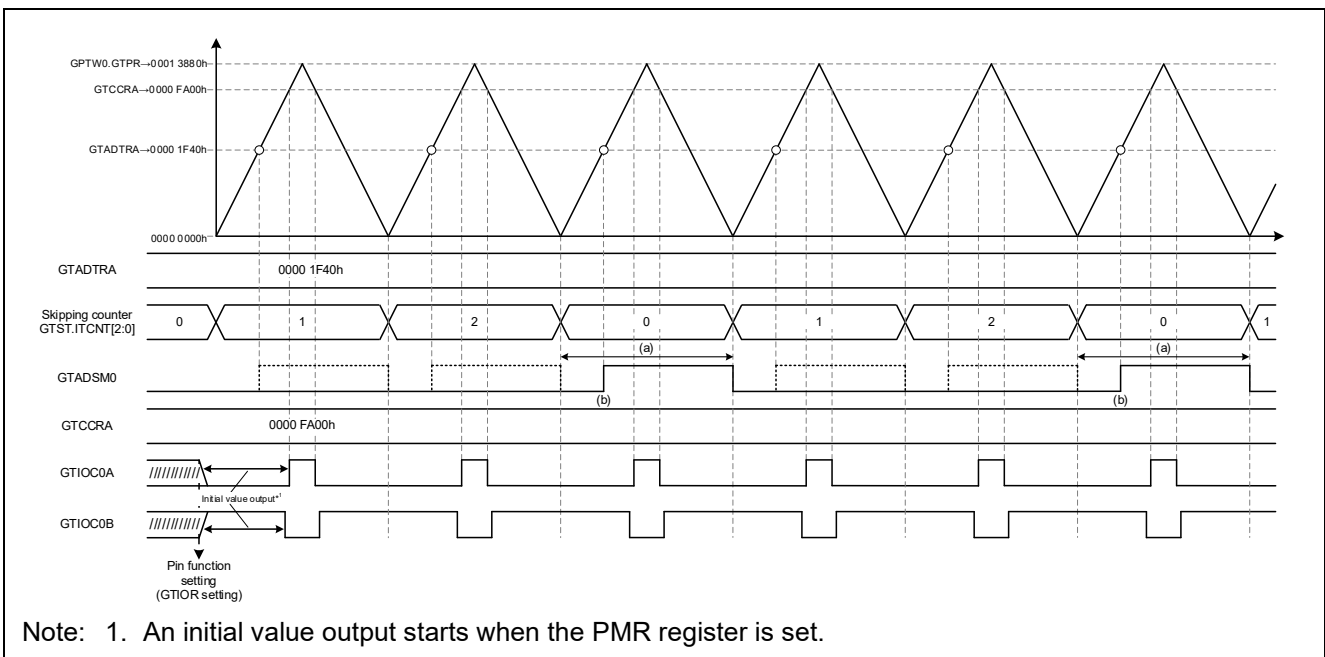 GPTW0.GTPR→0001 3880h
GTCCRA→0000 FA00h
GTADTRA→0000 1F40h
0000 0000h
GTADTRA
0000 1F40h
Skipping counter
GTST.ITCNT[2:0]
0 1 2 0 1 2 0 1
(a) (a)
GTADSM0
(b) (b)
GTCCRA
0000 FA00h
GTIOC0A
Initial value output*1
GTIOC0B
Pin function
setting
(GTIOR setting)
Note: 1. An initial value output starts when the PMR register is set.